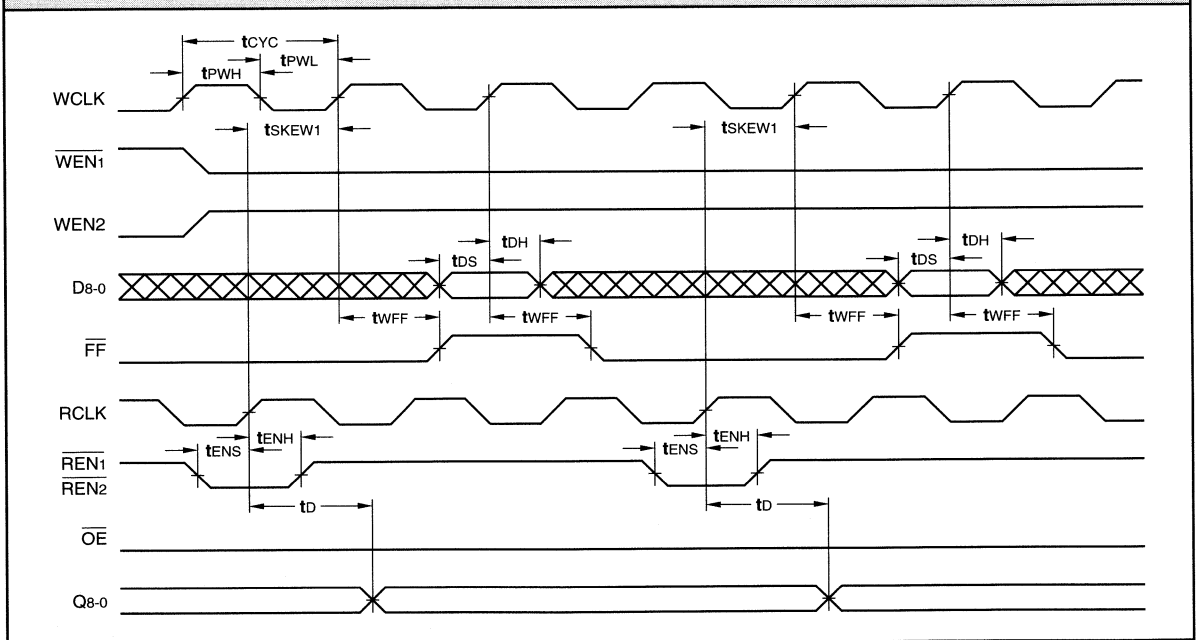 tCYC
tPWH tPWL
WCLK
tSKEW1 tSKEW1
WEN1
WEN2
tDS tDH tDS tDH
D8-0
tWFF tWFF tWFF tWFF
FF
RCLK
tENS tENH tENS tENH
REN1
REN2
tD tD
OE
Q8-0